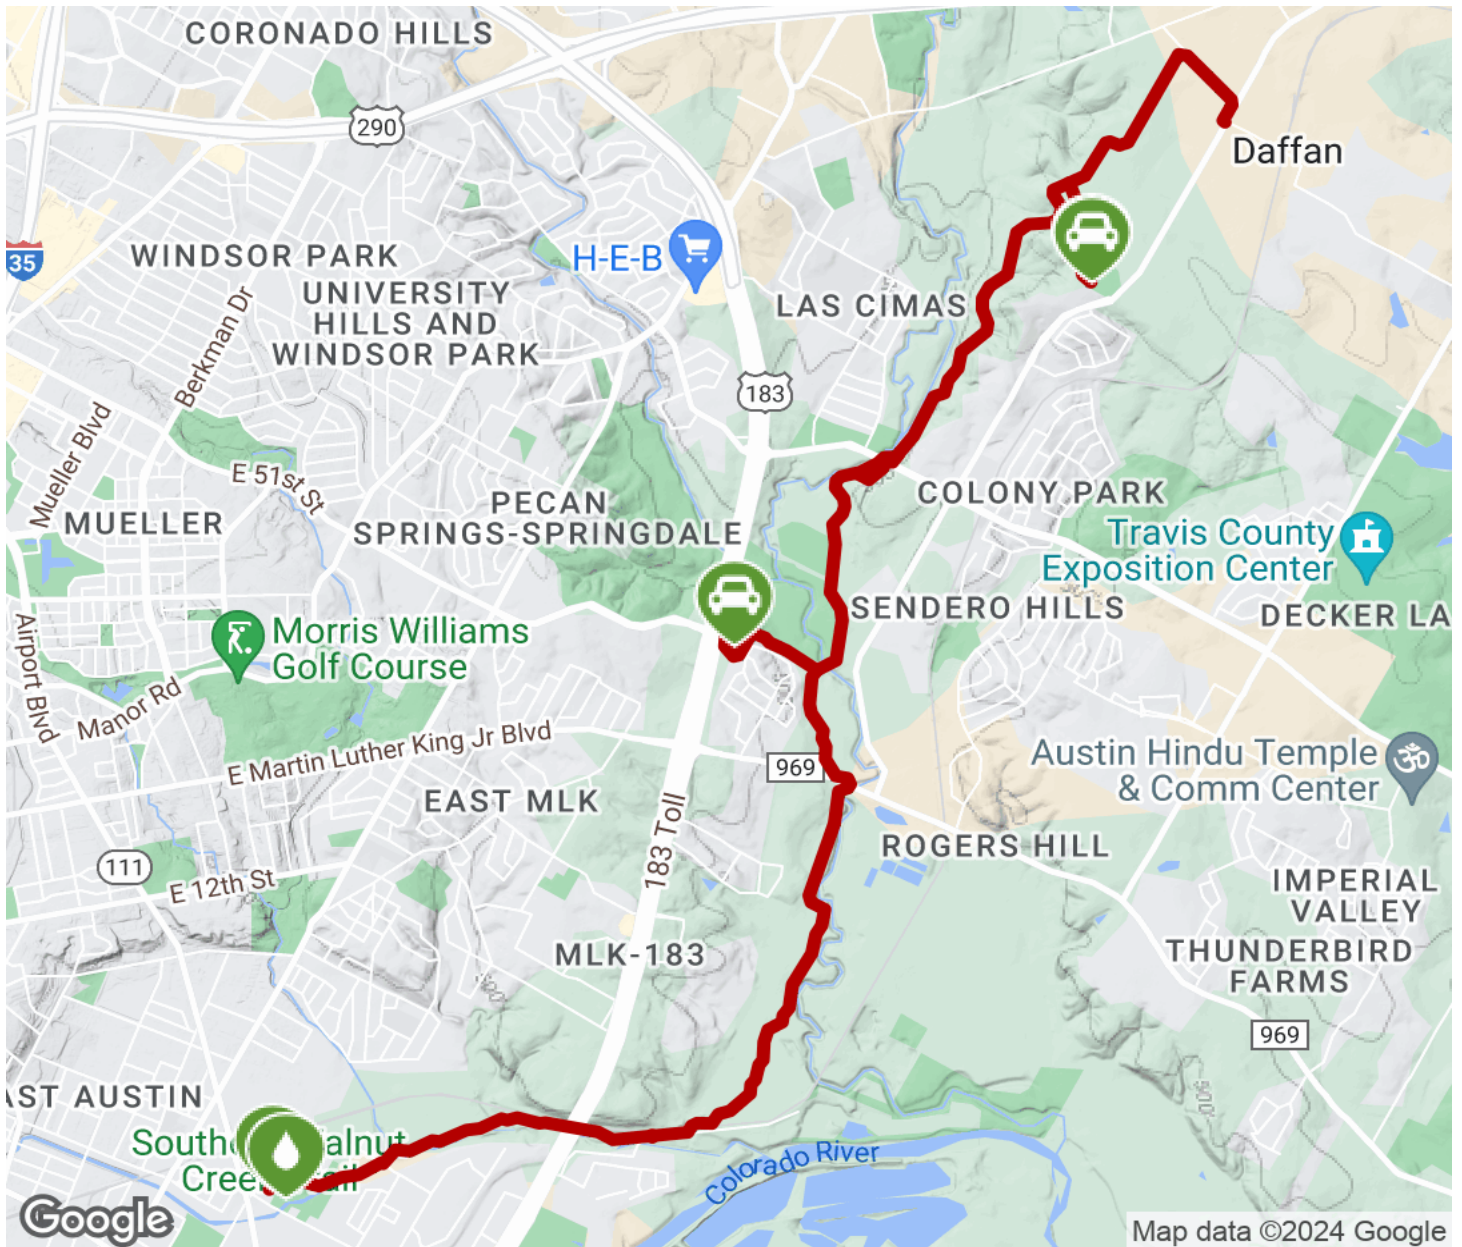 CORONADO HILLS
290
Daffan
35
WINDSOR PARK
H-E-B
UNIVERSITY
HILLS AND
WINDSOR PARK
Berkman Dr
LAS CIMAS
183
Mueller Blvd
E 51st St
MUELLER
PECAN
SPRINGS-SPRINGDALE
COLONY PARK
Travis County
Exposition Center
SENDERO HILLS
DECKER LA
Airport Blvd
Morris Williams
Golf Course
Manor Rd
E Martin Luther King Jr Blvd
969
Austin Hindu Temple
& Comm Center
EAST MLK
183 Toll
ROGERS HILL
111
E 12th St
IMPERIAL
VALLEY
MLK-183
THUNDERBIRD
FARMS
500
969
500
AST AUSTIN
Colorado River
Google
Map data ©2024 Google